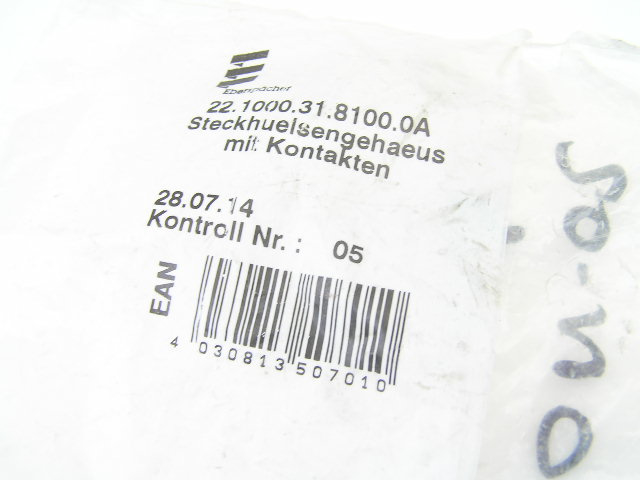 Eberspächer
22.1000.31.8100.0A
Steckhuelsengehaeus
mit Kontakten
28.07.14
Kontroll Nr. : 05
EAN
4 030813 507010